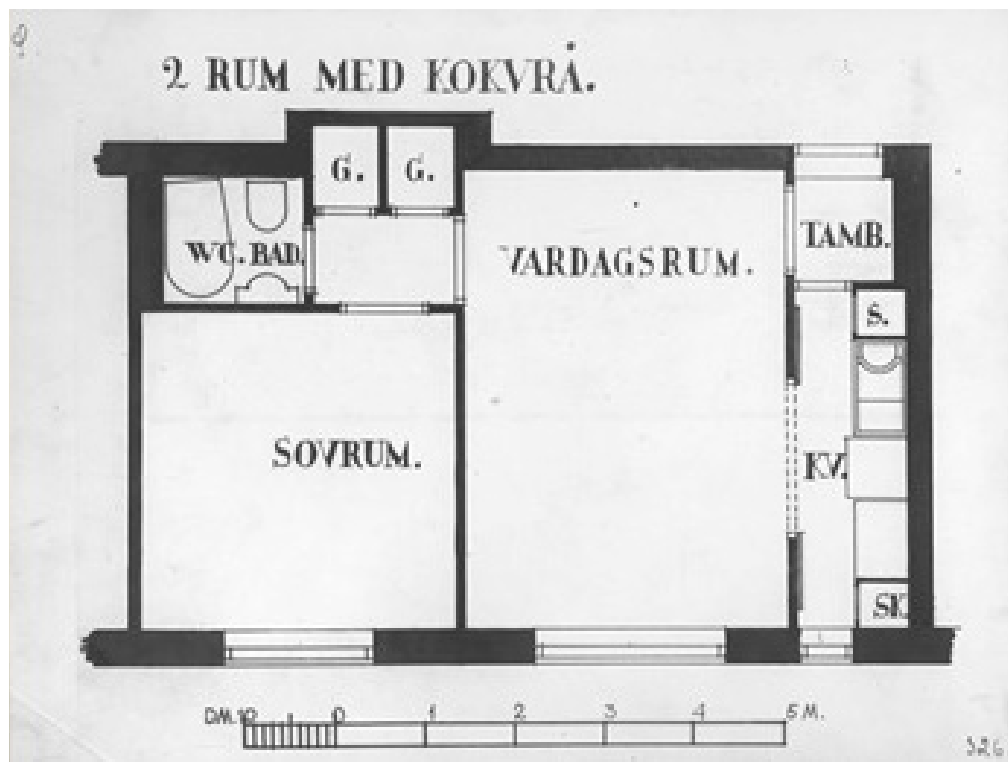 2 RUM MED KOKVRÅ.
G. G.
WC. BAD.
VARDAGSRUM.
TAMB.
S.
SOVRUM.
KV.
SK
DM. 10 0 1 2 3 4 5 M.
326